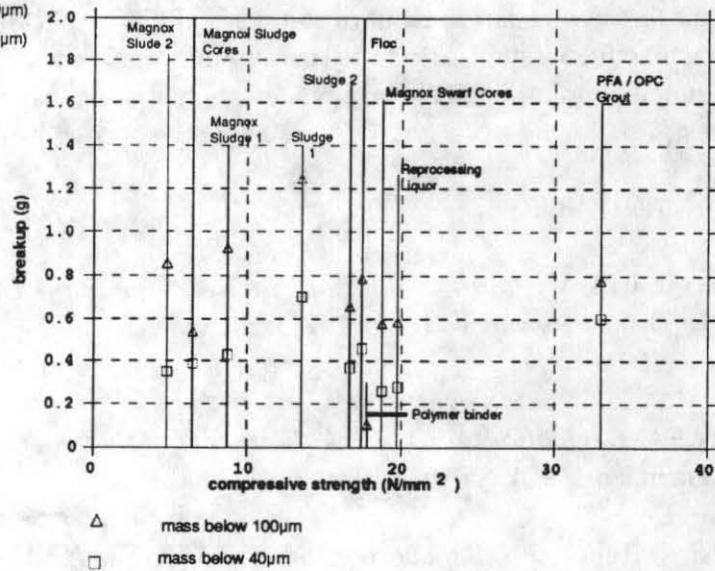 0µm)
µm)
2.0
1.8
1.6
1.4
1.2
1.0
0.8
0.6
0.4
0.2
0
breakup (g)
Magnox
Slude 2
Magnox Sludge
Cores
Magnox
Sludge 1
Sludge
1
Sludge 2
Floc
Magnox Swarf Cores
Reprocessing
Liquor
PFA / OPC
Grout
Polymer binder
0
10
20
30
40
compressive strength (N/mm 2 )
mass below 100µm
mass below 40µm